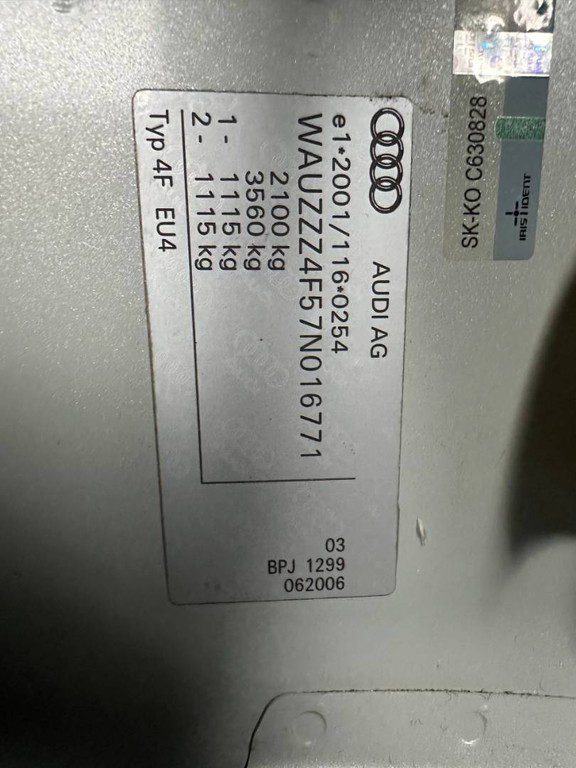 AUDI AG
e1*2001/116*0254
WAUZZZ4F57N016771
2100 kg
3560 kg
1- 1115 kg
2- 1115 kg
Typ 4F EU4
03
BPJ 1299
062006
SK-KO C6308828
IRIS IDENT